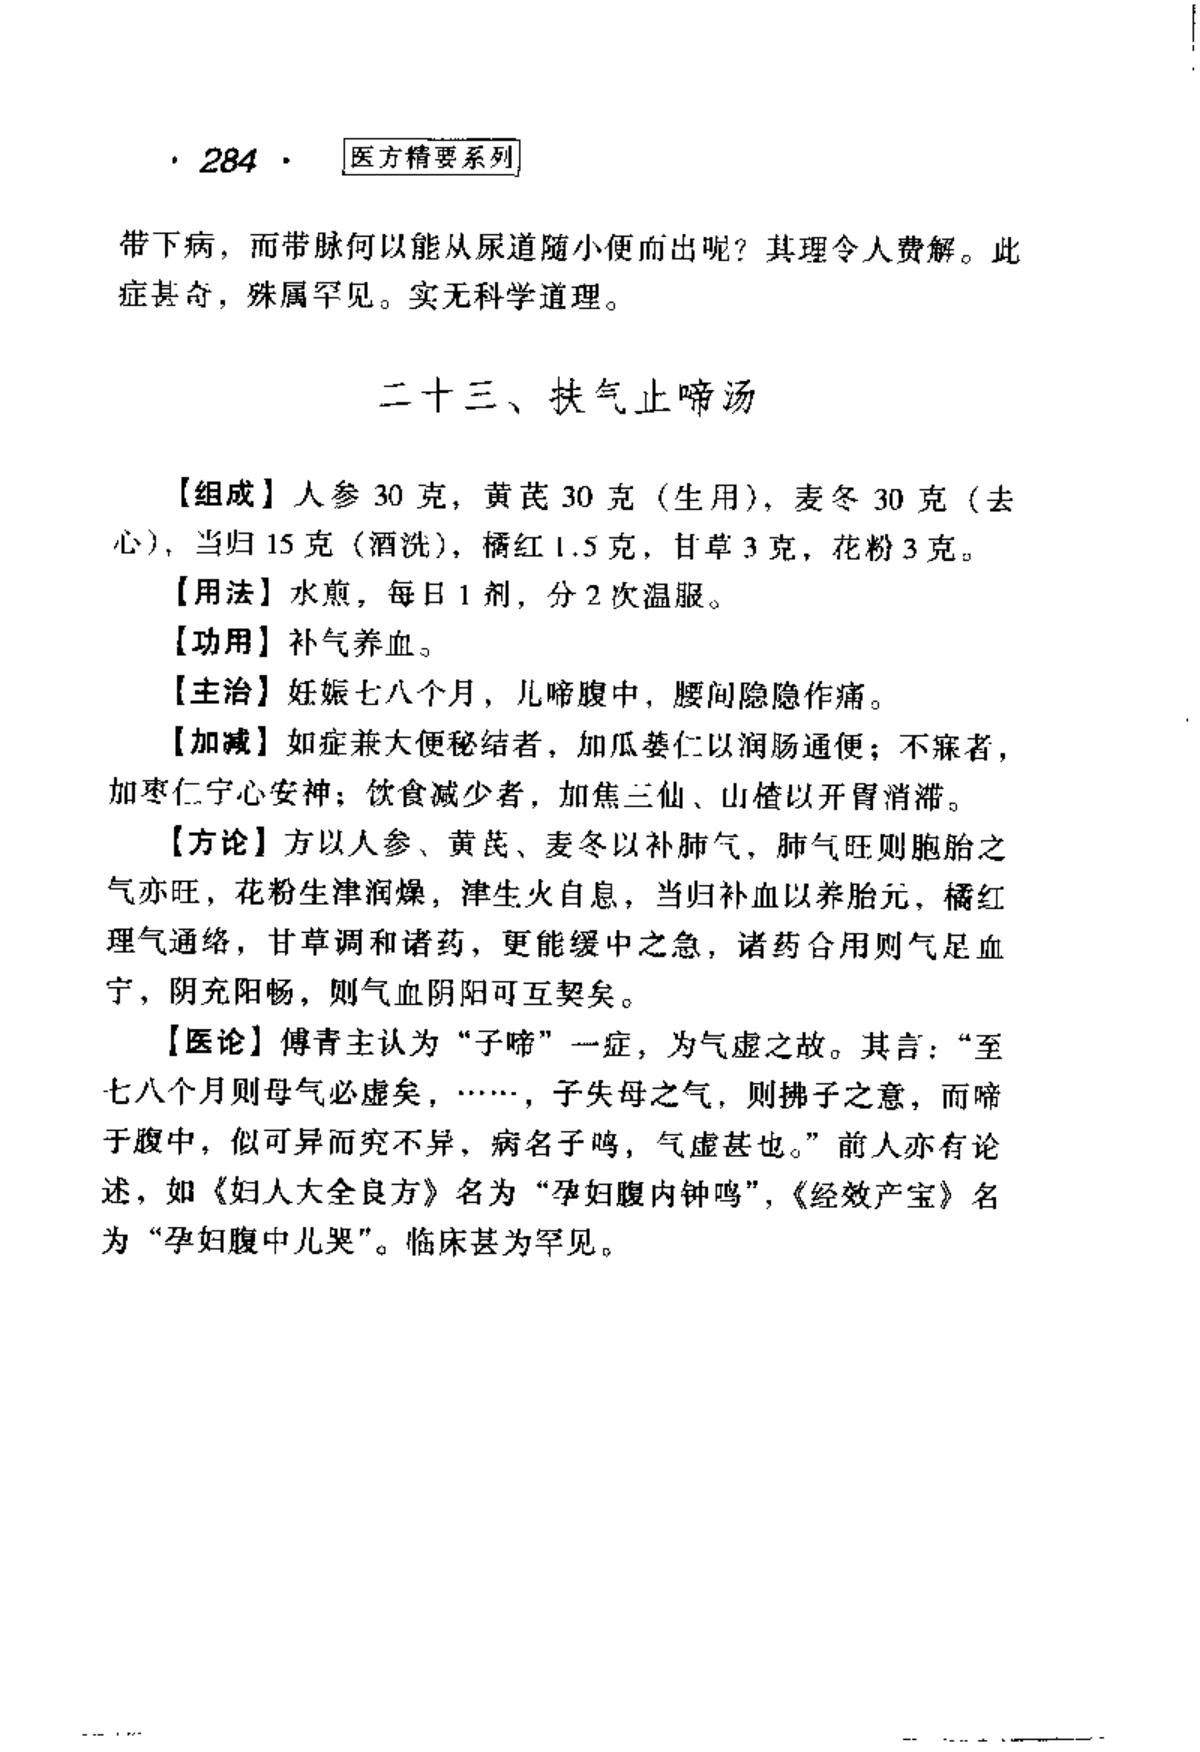 · 284 · 医方精要系列
带下病，而带脉何以能从尿道随小便而出呢？其理令人费解。此
症甚奇，殊属罕见。实无科学道理。
二十三、扶气止啼汤
【组成】人参 30 克，黄芪 30 克（生用），麦冬 30 克（去
心），当归 15 克（酒洗），橘红 1.5 克，甘草 3 克，花粉 3 克。
【用法】水煎，每日 1 剂，分 2 次温服。
【功用】补气养血。
【主治】妊娠七八个月，儿啼腹中，腰间隐隐作痛。
【加减】如症兼大便秘结者，加瓜蒌仁以润肠通便；不寐者，
加枣仁宁心安神；饮食减少者，加焦三仙、山楂以开胃消滞。
【方论】方以人参、黄芪、麦冬以补肺气，肺气旺则胞胎之
气亦旺，花粉生津润燥，津生火自息，当归补血以养胎元，橘红
理气通络，甘草调和诸药，更能缓中之急，诸药合用则气足血
宁，阴充阳畅，则气血阴阳可互契矣。
【医论】傅青主认为“子啼”一症，为气虚之故。其言：“至
七八个月则母气必虚矣，……，子失母之气，则拂子之意，而啼
于腹中，似可异而究不异，病名子鸣，气虚甚也。”前人亦有论
述，如《妇人大全良方》名为“孕妇腹内钟鸣”，《经效产宝》名
为“孕妇腹中儿哭”。临床甚为罕见。